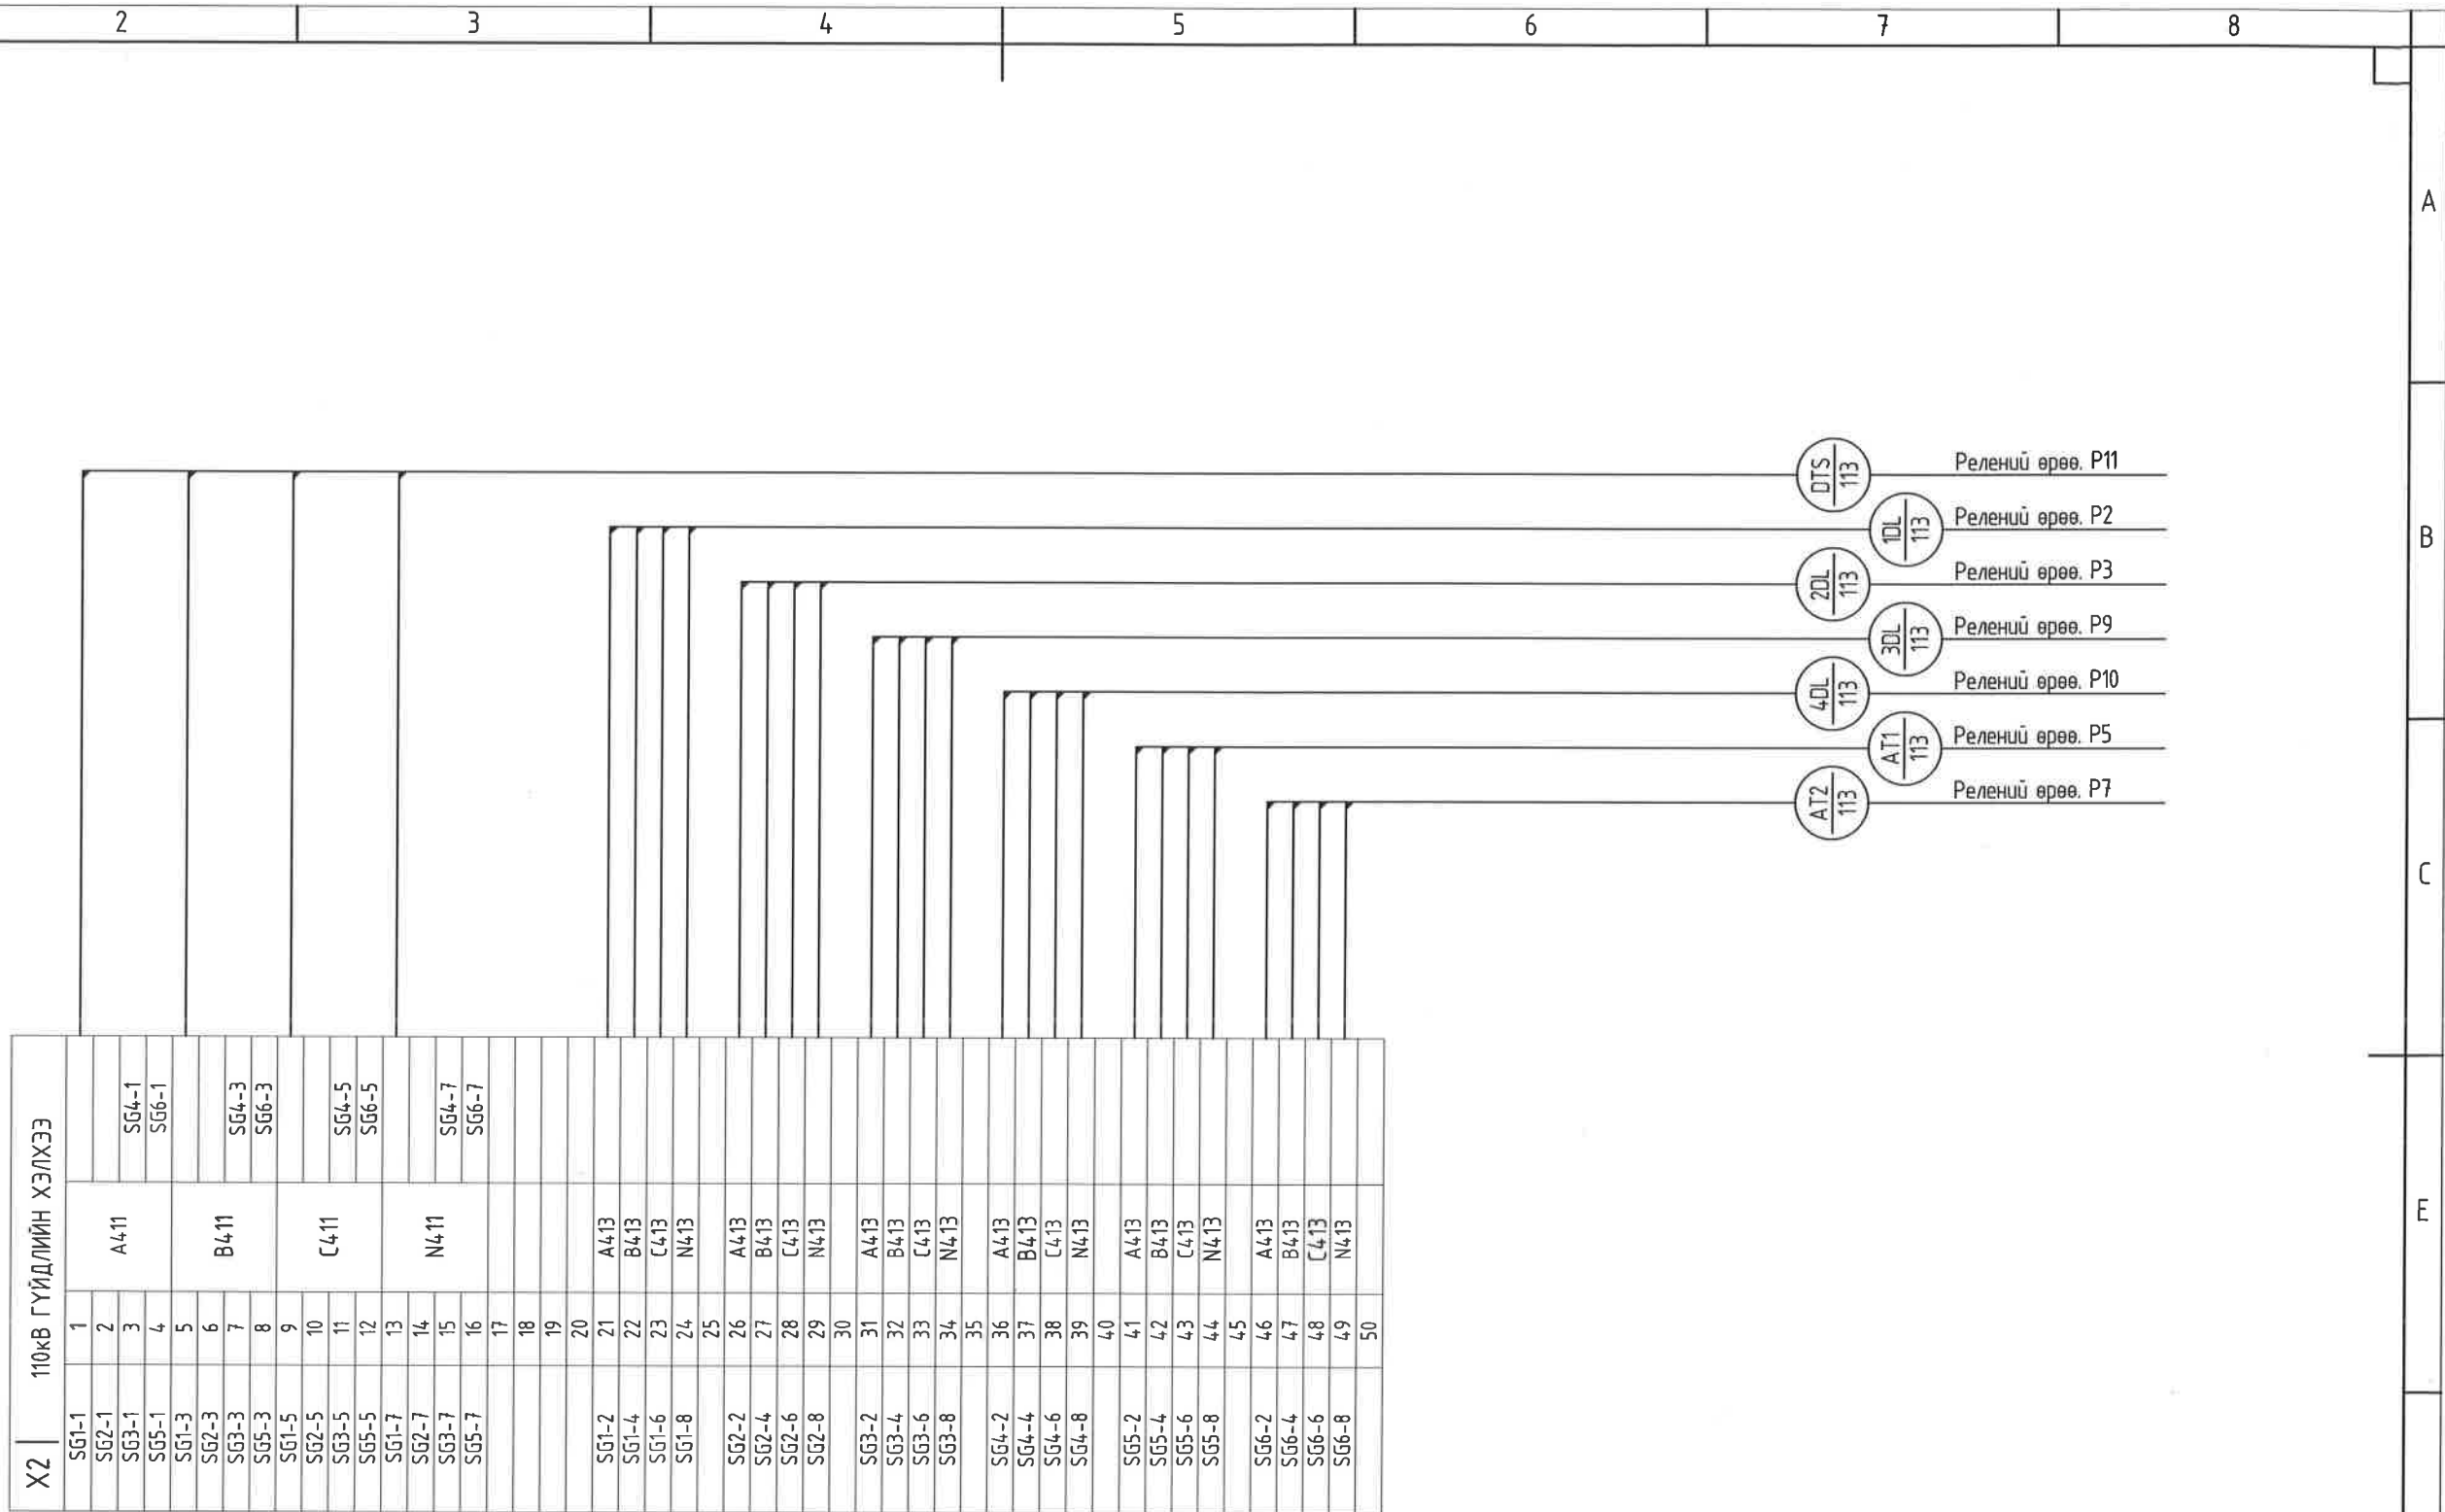 2 3 4 5 6 7 8
A
B
C
E
DTS 113 Релений өрөө. P11
1DL 113 Релений өрөө. P2
2DL 113 Релений өрөө. P3
3DL 113 Релений өрөө. P9
4DL 113 Релений өрөө. P10
AT1 113 Релений өрөө. P5
AT2 113 Релений өрөө. P7
X2 110кВ ГҮЙДЛИЙН ХЭЛХЭЭ
SG1-1 1 A411
SG2-1 2
SG3-1 3 SG4-1
SG5-1 4 SG6-1
SG1-3 5 B411
SG2-3 6
SG3-3 7 SG4-3
SG5-3 8 SG6-3
SG1-5 9 C411
SG2-5 10
SG3-5 11 SG4-5
SG5-5 12 SG6-5
SG1-7 13 N411
SG2-7 14
SG3-7 15 SG4-7
SG5-7 16 SG6-7
17
18
19
20
SG1-2 21 A413
SG1-4 22 B413
SG1-6 23 C413
SG1-8 24 N413
25
SG2-2 26 A413
SG2-4 27 B413
SG2-6 28 C413
SG2-8 29 N413
30
SG3-2 31 A413
SG3-4 32 B413
SG3-6 33 C413
SG3-8 34 N413
35
SG4-2 36 A413
SG4-4 37 B413
SG4-6 38 C413
SG4-8 39 N413
40
SG5-2 41 A413
SG5-4 42 B413
SG5-6 43 C413
SG5-8 44 N413
45
SG6-2 46 A413
SG6-4 47 B413
SG6-6 48 C413
SG6-8 49 N413
50